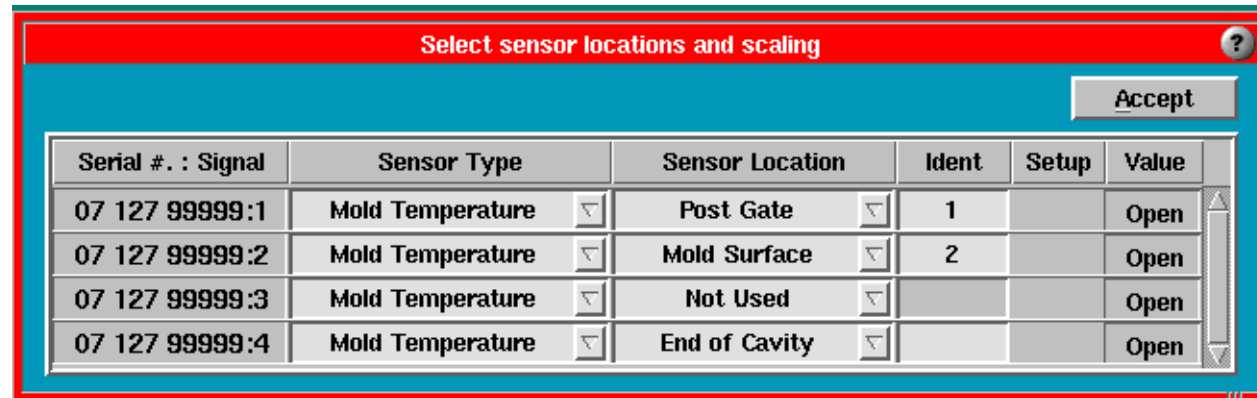 Select sensor locations and scaling ?
Accept
Serial #. : Signal Sensor Type Sensor Location Ident Setup Value
07 127 99999:1 Mold Temperature Post Gate 1 Open
07 127 99999:2 Mold Temperature Mold Surface 2 Open
07 127 99999:3 Mold Temperature Not Used Open
07 127 99999:4 Mold Temperature End of Cavity Open